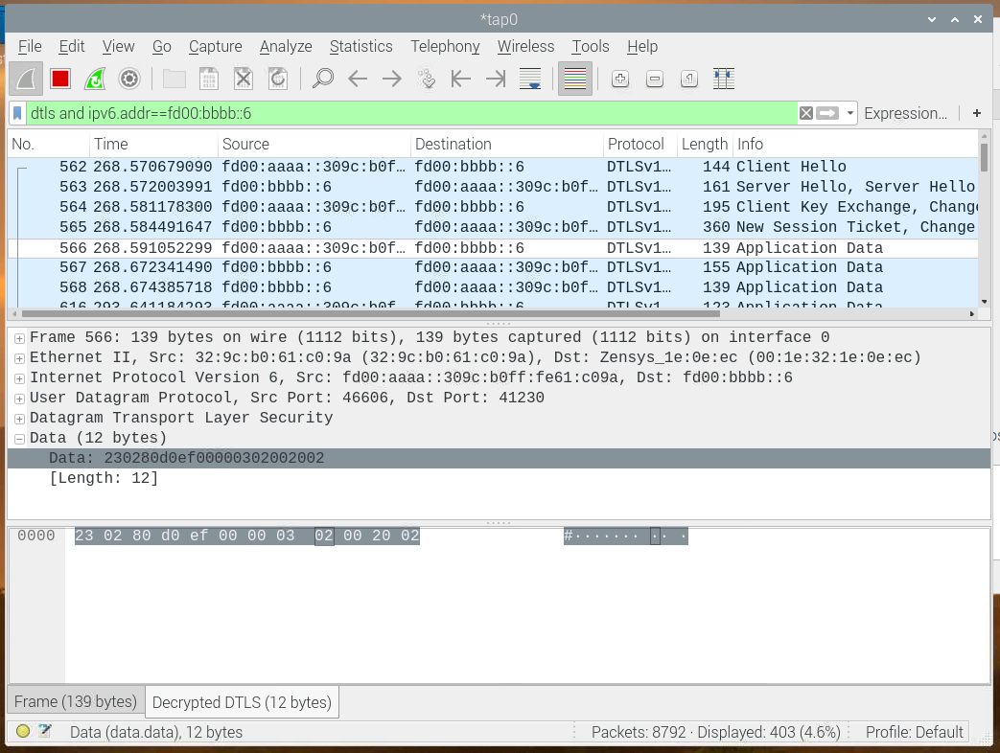 *tap0
File Edit View Go Capture Analyze Statistics Telephony Wireless Tools Help
dtls and ipv6.addr==fd00:bbbb::6 Expression... +
No. Time Source Destination Protocol Length Info
562 268.570679090 fd00:aaaa::309c:b0f… fd00:bbbb::6 DTLSv1… 144 Client Hello
563 268.572003991 fd00:bbbb::6 fd00:aaaa::309c:b0f… DTLSv1… 161 Server Hello, Server Hello
564 268.581178300 fd00:aaaa::309c:b0f… fd00:bbbb::6 DTLSv1… 195 Client Key Exchange, Change
565 268.584491647 fd00:bbbb::6 fd00:aaaa::309c:b0f… DTLSv1… 360 New Session Ticket, Change
566 268.591052299 fd00:aaaa::309c:b0f… fd00:bbbb::6 DTLSv1… 139 Application Data
567 268.672341490 fd00:bbbb::6 fd00:aaaa::309c:b0f… DTLSv1… 155 Application Data
568 268.674385718 fd00:bbbb::6 fd00:aaaa::309c:b0f… DTLSv1… 139 Application Data
616 293.641184293 fd00:aaaa::309c:b0f… fd00:bbbb::6 DTLSv1… 123 Application Data
Frame 566: 139 bytes on wire (1112 bits), 139 bytes captured (1112 bits) on interface 0
Ethernet II, Src: 32:9c:b0:61:c0:9a (32:9c:b0:61:c0:9a), Dst: Zensys_1e:0e:ec (00:1e:32:1e:0e:ec)
Internet Protocol Version 6, Src: fd00:aaaa::309c:b0ff:fe61:c09a, Dst: fd00:bbbb::6
User Datagram Protocol, Src Port: 46606, Dst Port: 41230
Datagram Transport Layer Security
Data (12 bytes)
Data: 230280d0ef00000302002002
[Length: 12]
0000 23 02 80 d0 ef 00 00 03 02 00 20 02 #······· ·· ·
Frame (139 bytes) Decrypted DTLS (12 bytes)
Data (data.data), 12 bytes Packets: 8792 · Displayed: 403 (4.6%) Profile: Default